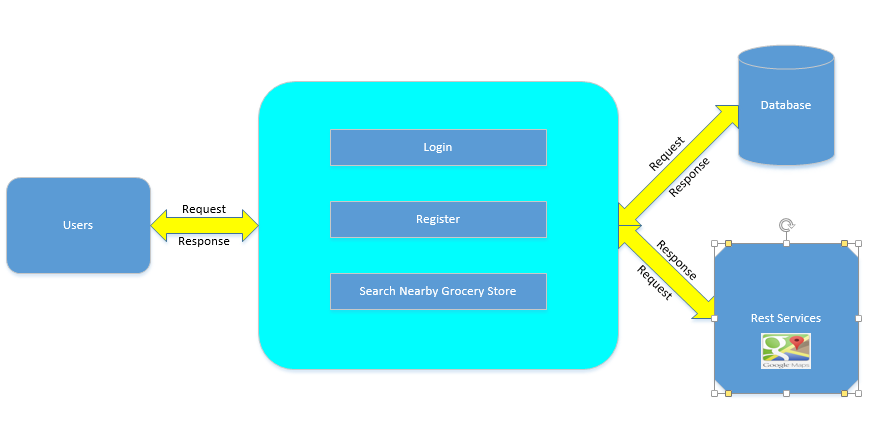 Users
Request
Response
Login
Register
Search Nearby Grocery Store
Request
Response
Database
Response
Request
Rest Services
Google Maps